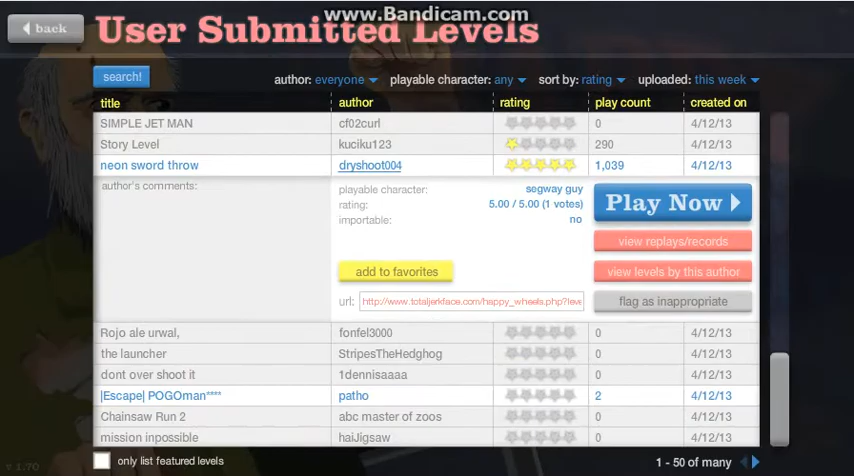 www.Bandicam.com
back
User Submitted Levels
search!
author: everyone playable character: any sort by: rating uploaded: this week
title author rating play count created on
SIMPLE JET MAN cf02curl 0 4/12/13
Story Level kuciku123 290 4/12/13
neon sword throw dryshoot004 1,039 4/12/13
author's comments:
playable character: segway guy
rating: 5.00 / 5.00 (1 votes)
importable: no
Play Now
view replays/records
add to favorites
view levels by this author
url: http://www.totaljerkface.com/happy_wheels.php?leve
flag as inappropriate
Rojo ale urwal, fonfel3000 0 4/12/13
the launcher StripesTheHedghog 0 4/12/13
dont over shoot it 1dennisaaaa 0 4/12/13
|Escape| POGOman**** patho 2 4/12/13
Chainsaw Run 2 abc master of zoos 0 4/12/13
mission inpossible haiJigsaw 0 4/12/13
v 1.70
only list featured levels
1 - 50 of many